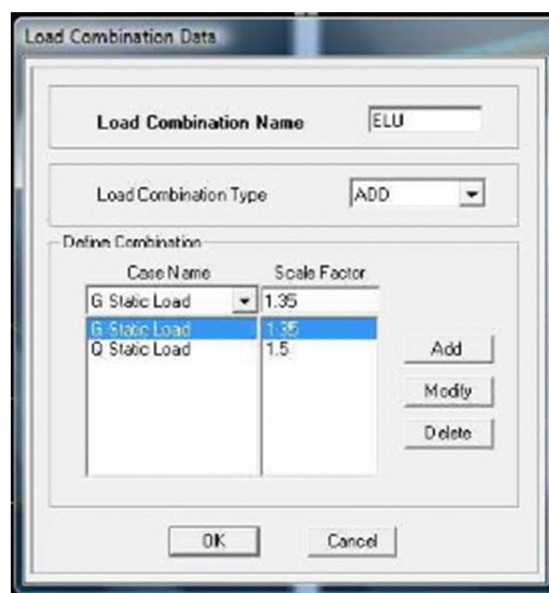 Load Combination Data
Load Combination Name ELU
Load Combination Type ADD
Define Combination
Case Name Scale Factor
G Static Load 1.35
G Static Load 1.35
Q Static Load 1.5
Add
Modify
Delete
OK Cancel